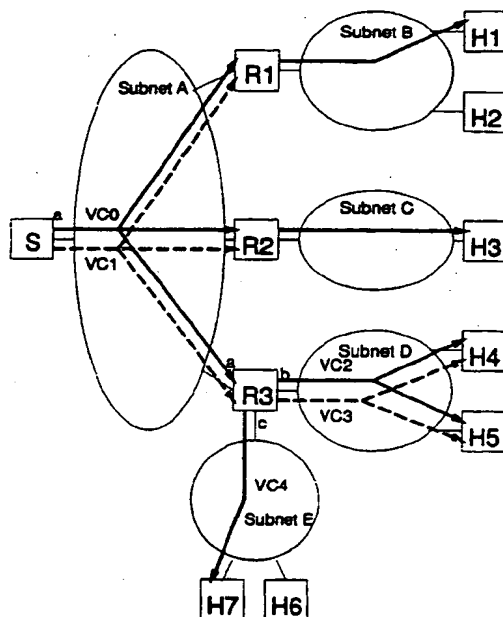 Subnet B
H1
R1
Subnet A
H2
a
VC0
Subnet C
S
R2
H3
VC1
a
b
VC2
Subnet D
H4
R3
VC3
c
H5
VC4
Subnet E
H7
H6